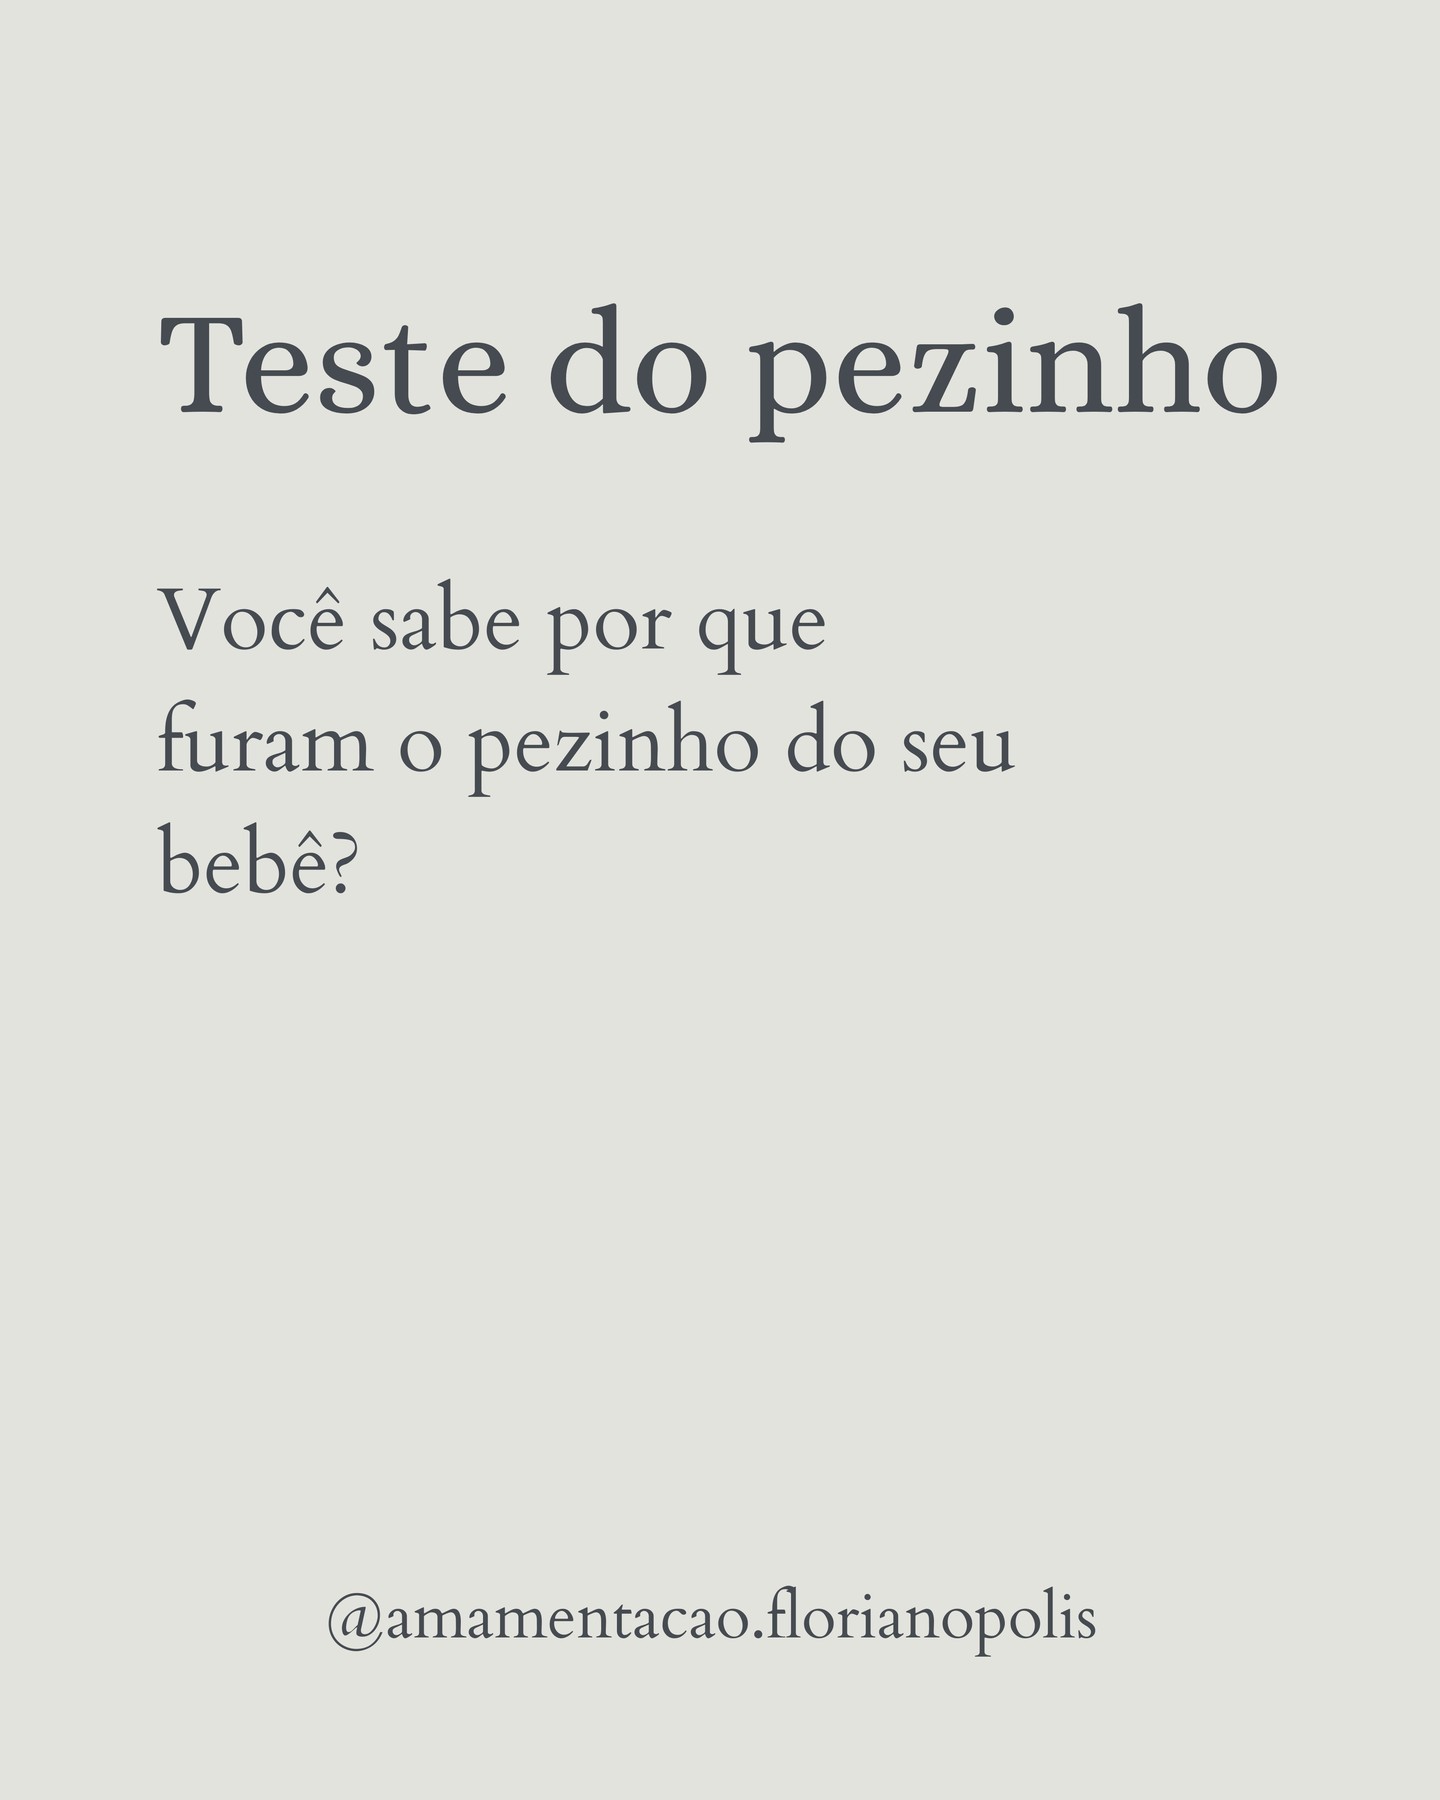 Teste do pezinho
Você sabe por que
furam o pezinho do seu
bebê?
@amamentacao.florianopolis